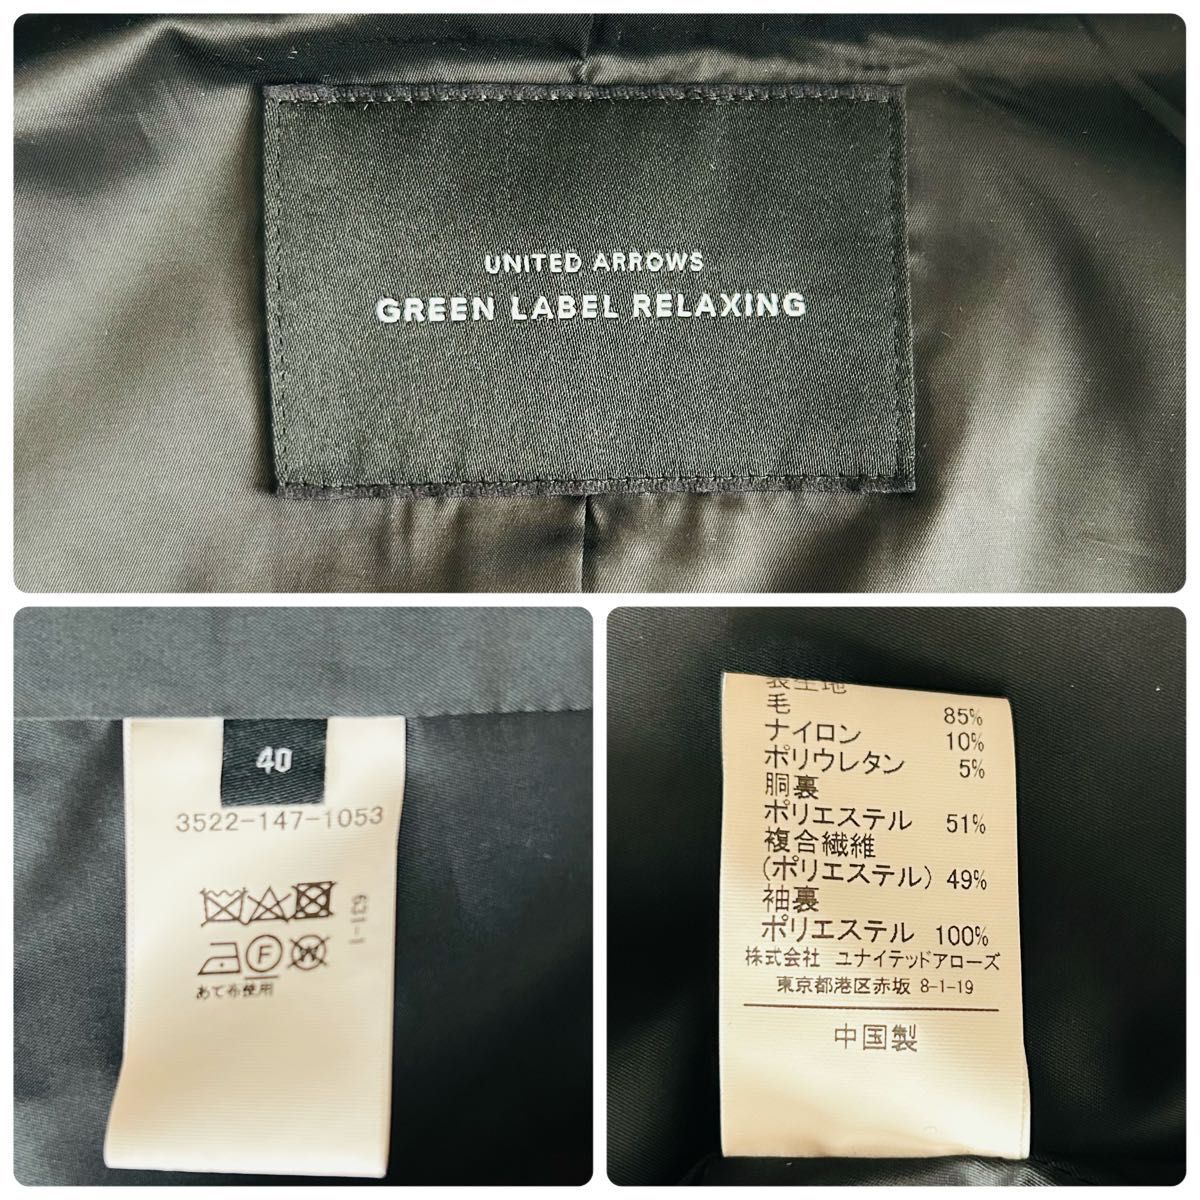 UNITED ARROWS
GREEN LABEL RELAXING
40
3522-147-1053
631-1
F
W
あて布使用
表生地
毛 85%
ナイロン 10%
ポリウレタン 5%
胴裏
ポリエステル 51%
複合繊維
(ポリエステル) 49%
袖裏
ポリエステル 100%
株式会社 ユナイテッドアローズ
東京都港区赤坂 8-1-19
中国製